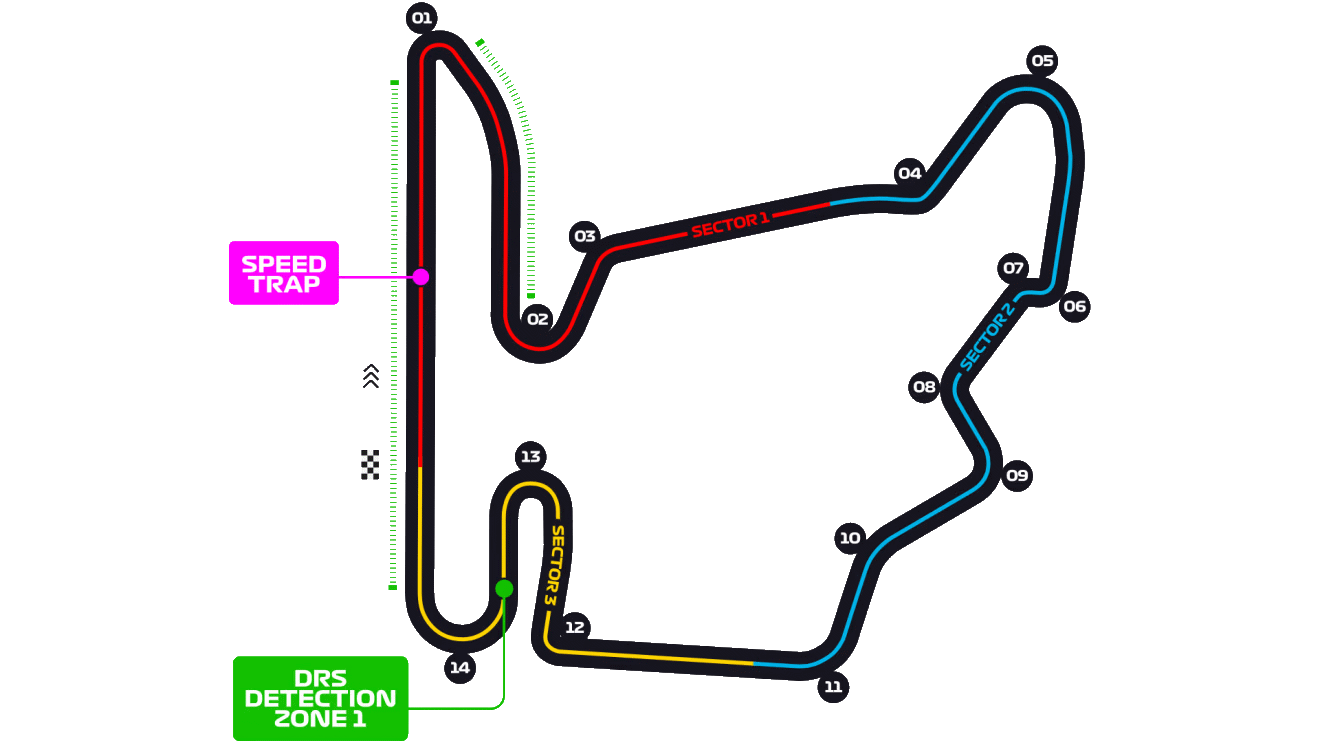 01
05
04
03
SECTOR 1
SPEED
TRAP
07
06
02
SECTOR 2
08
13
09
10
SECTOR 3
12
14
11
DRS
DETECTION
ZONE 1